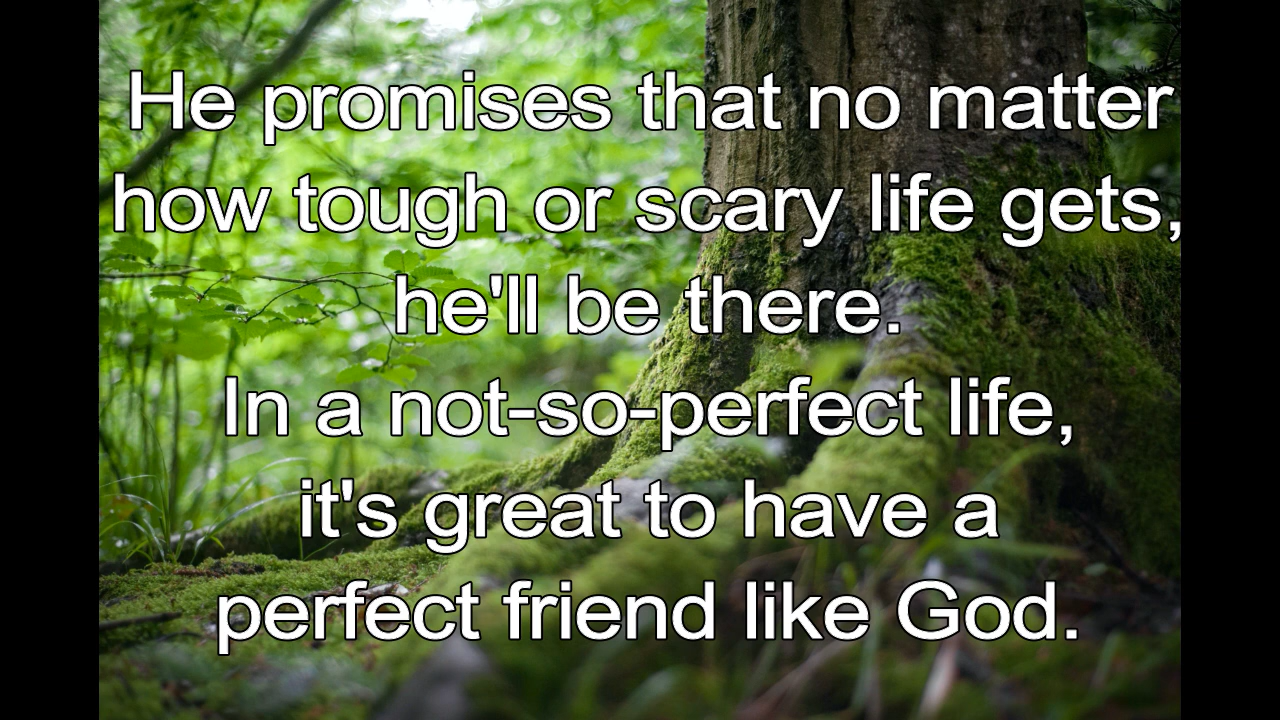 He promises that no matter
how tough or scary life gets,
he'll be there.
In a not-so-perfect life,
it's great to have a
perfect friend like God.